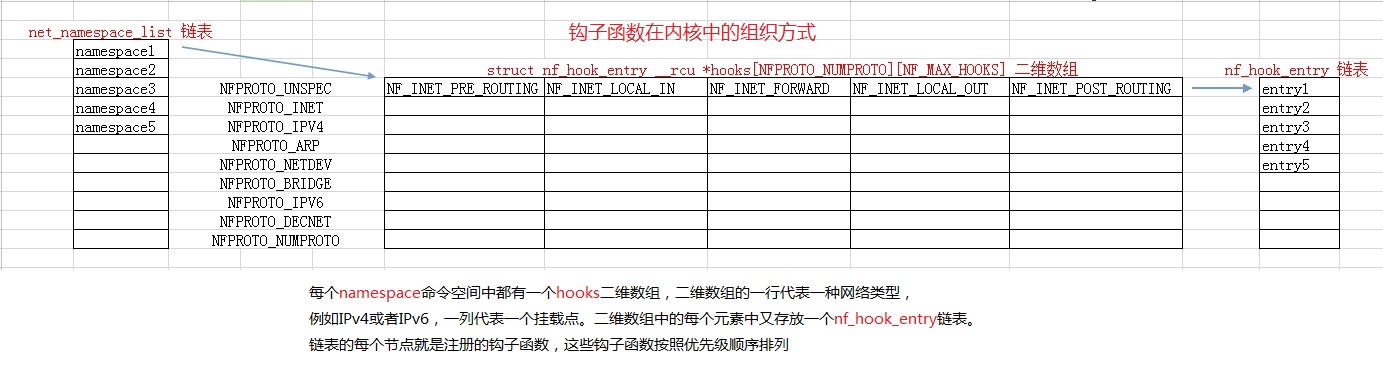 钩子函数在内核中的组织方式
net_namespace_list 链表
struct nf_hook_entry __rcu *hooks[NFPROTO_NUMPROTO][NF_MAX_HOOKS] 二维数组
nf_hook_entry 链表
namespace1
namespace2
namespace3
namespace4
namespace5
NFPROTO_UNSPEC
NFPROTO_INET
NFPROTO_IPV4
NFPROTO_ARP
NFPROTO_NETDEV
NFPROTO_BRIDGE
NFPROTO_IPV6
NFPROTO_DECNET
NFPROTO_NUMPROTO
NF_INET_PRE_ROUTING NF_INET_LOCAL_IN NF_INET_FORWARD NF_INET_LOCAL_OUT NF_INET_POST_ROUTING
entry1
entry2
entry3
entry4
entry5
每个namespace命令空间中都有一个hooks二维数组，二维数组的一行代表一种网络类型，
例如IPv4或者IPv6，一列代表一个挂载点。二维数组中的每个元素中又存放一个nf_hook_entry链表。
链表的每个节点就是注册的钩子函数，这些钩子函数按照优先级顺序排列